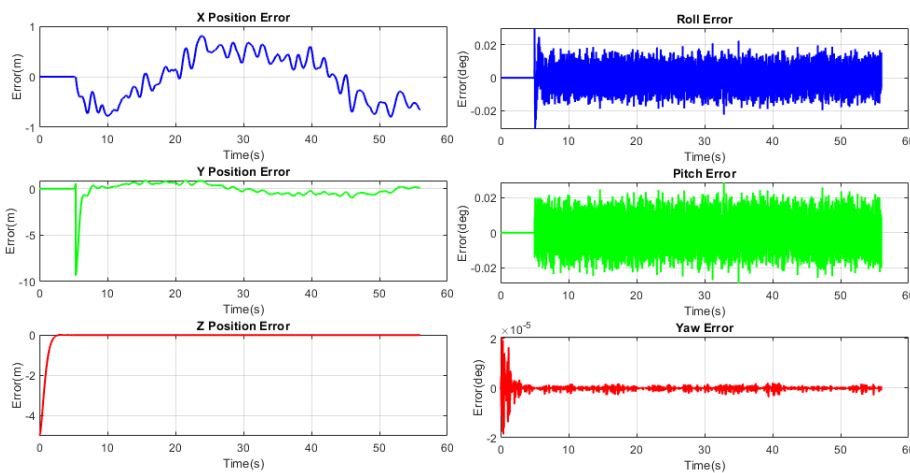 X Position Error
1
0
-1
Error(m)
0 10 20 30 40 50 60
Time(s)
Roll Error
0.02
0
-0.02
Error(deg)
0 10 20 30 40 50 60
Time(s)
Y Position Error
0
-5
-10
Error(m)
0 10 20 30 40 50 60
Time(s)
Pitch Error
0.02
0
-0.02
Error(deg)
0 10 20 30 40 50 60
Time(s)
Z Position Error
0
-2
-4
Error(m)
0 10 20 30 40 50 60
Time(s)
Yaw Error
×10⁻⁵
2
0
-2
Error(deg)
0 10 20 30 40 50 60
Time(s)